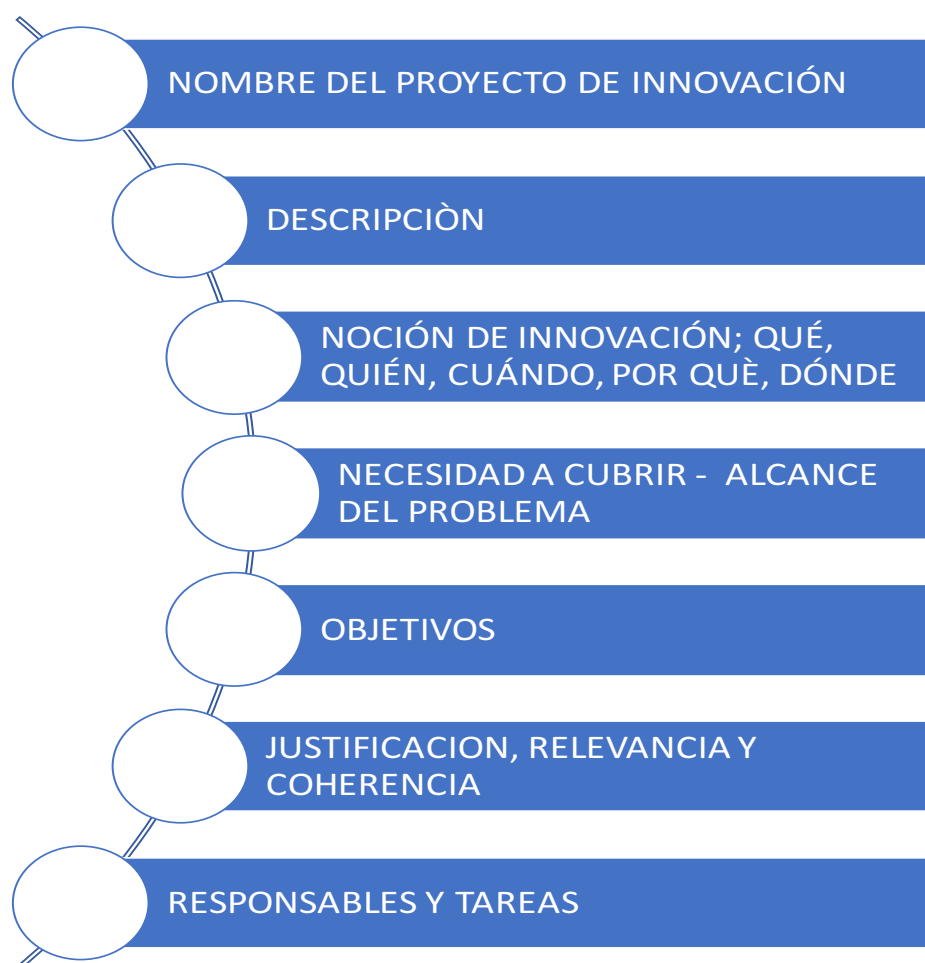 NOMBRE DEL PROYECTO DE INNOVACIÓN
DESCRIPCIÒN
NOCIÓN DE INNOVACIÓN; QUÉ,
QUIÉN, CUÁNDO, POR QUÈ, DÓNDE
NECESIDAD A CUBRIR - ALCANCE
DEL PROBLEMA
OBJETIVOS
JUSTIFICACION, RELEVANCIA Y
COHERENCIA
RESPONSABLES Y TAREAS